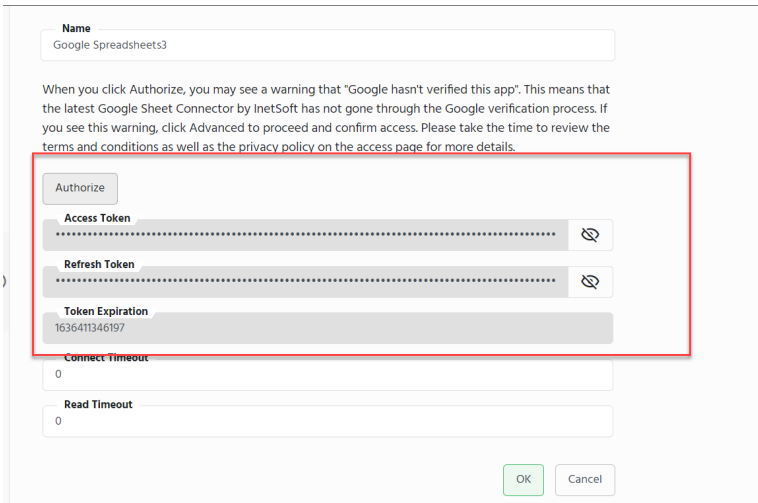 Name
Google Spreadsheets3
When you click Authorize, you may see a warning that "Google hasn't verified this app". This means that
the latest Google Sheet Connector by InetSoft has not gone through the Google verification process. If
you see this warning, click Advanced to proceed and confirm access. Please take the time to review the
terms and conditions as well as the privacy policy on the access page for more details.
Authorize
Access Token
Refresh Token
Token Expiration
1636411346197
Connect Timeout
0
Read Timeout
0
OK Cancel